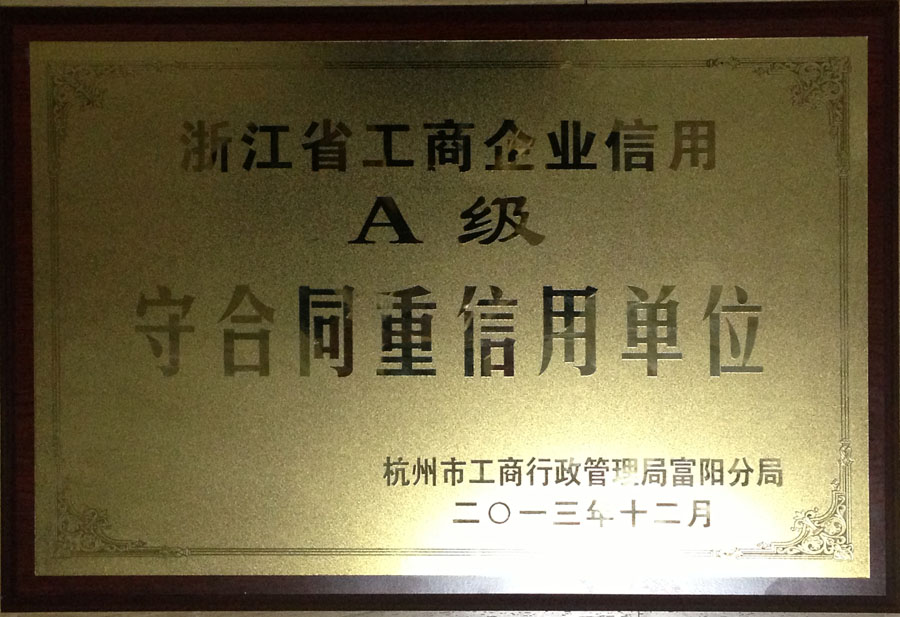 浙江省工商企业信用
A 级
守合同重信用单位
杭州市工商行政管理局富阳分局
二〇一三年十二月